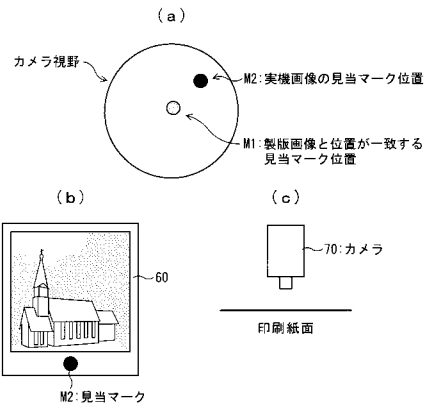 (a)
カメラ視野
M2:実機画像の見当マーク位置
M1:製版画像と位置が一致する
見当マーク位置
(b)
(c)
60
70:カメラ
印刷紙面
M2:見当マーク